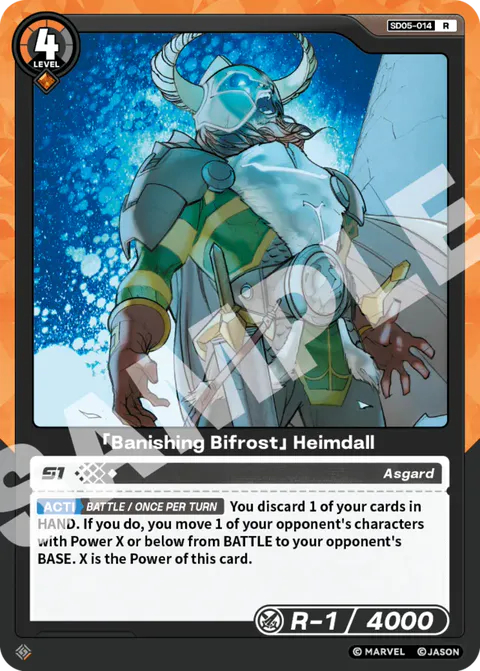 4
LEVEL
SD05-014 R
「Banishing Bifrost」 Heimdall
S1
Asgard
ACTI BATTLE / ONCE PER TURN You discard 1 of your cards in
HAND. If you do, you move 1 of your opponent's characters
with Power X or below from BATTLE to your opponent's
BASE. X is the Power of this card.
R-1 / 4000
© MARVEL © JASON
SAMPLE